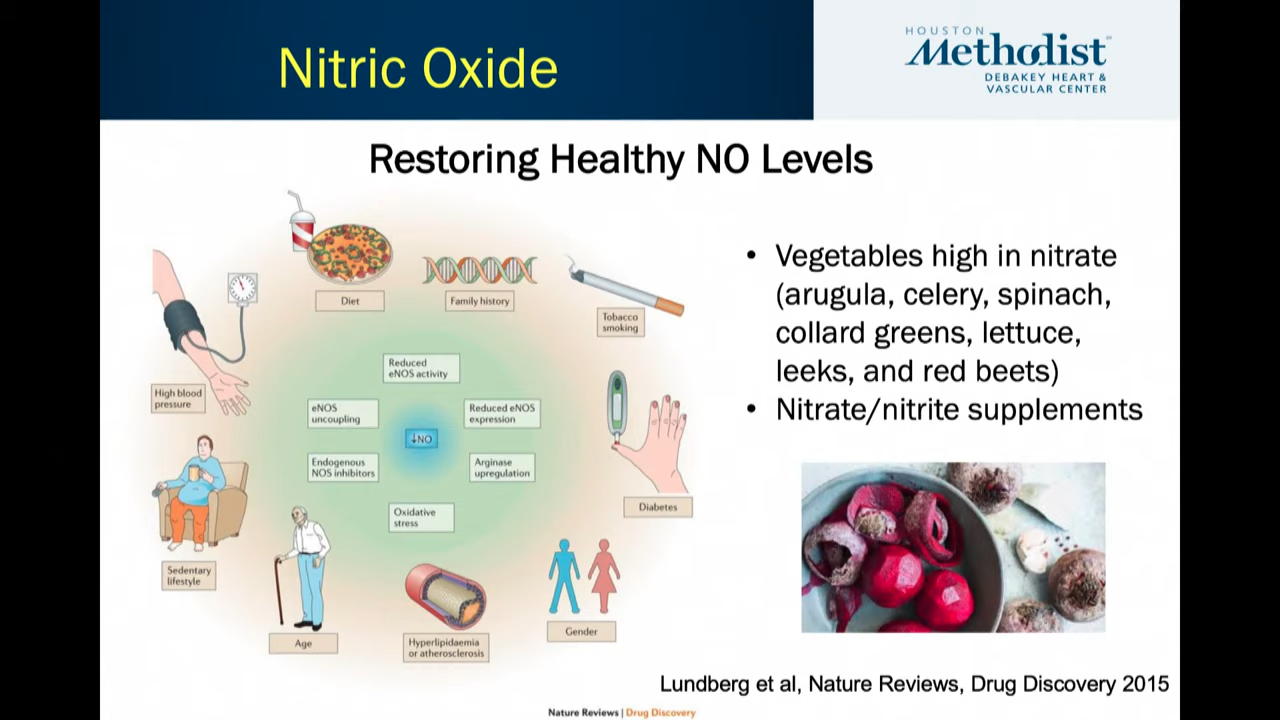 Nitric Oxide
HOUSTON
Methodist
DEBAKEY HEART &
VASCULAR CENTER
Restoring Healthy NO Levels
Diet
Family history
Tobacco
smoking
High blood
pressure
Reduced
eNOS activity
eNOS
uncoupling
Reduced eNOS
expression
↓NO
Endogenous
NOS inhibitors
Arginase
upregulation
Oxidative
stress
Diabetes
Sedentary
lifestyle
Age
Hyperlipidaemia
or atherosclerosis
Gender
• Vegetables high in nitrate
(arugula, celery, spinach,
collard greens, lettuce,
leeks, and red beets)
• Nitrate/nitrite supplements
Lundberg et al, Nature Reviews, Drug Discovery 2015
Nature Reviews | Drug Discovery